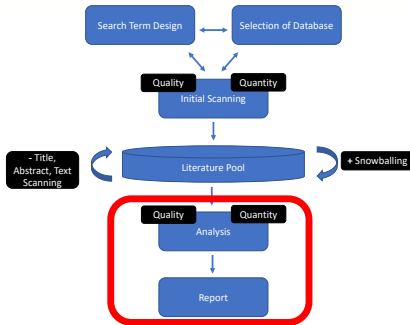 Search Term Design
Selection of Database
Quality
Quantity
Initial Scanning
- Title,
Abstract, Text
Scanning
Literature Pool
+ Snowballing
Quality
Quantity
Analysis
Report